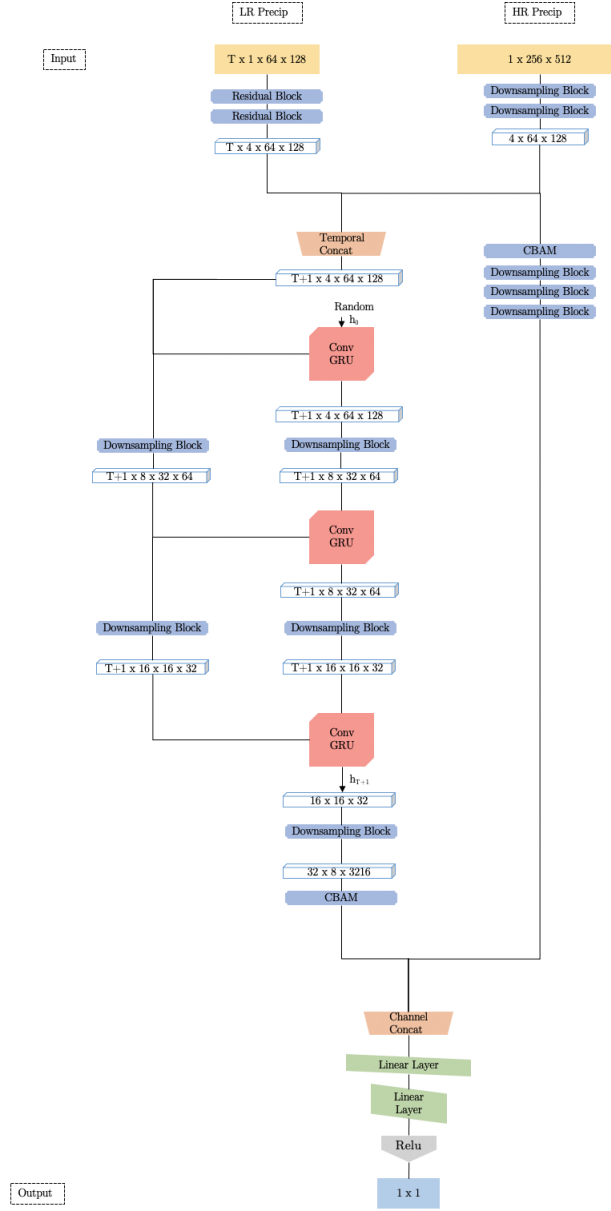 LR Precip
HR Precip
Input
T x 1 x 64 x 128
1 x 256 x 512
Residual Block
Residual Block
T x 4 x 64 x 128
Downsampling Block
Downsampling Block
4 x 64 x 128
Temporal
Concat
T+1 x 4 x 64 x 128
CBAM
Downsampling Block
Downsampling Block
Downsampling Block
Random
h₀
Conv
GRU
T+1 x 4 x 64 x 128
Downsampling Block
Downsampling Block
T+1 x 8 x 32 x 64
T+1 x 8 x 32 x 64
Conv
GRU
T+1 x 8 x 32 x 64
Downsampling Block
Downsampling Block
T+1 x 16 x 16 x 32
T+1 x 16 x 16 x 32
Conv
GRU
h_T+1
16 x 16 x 32
Downsampling Block
32 x 8 x 3216
CBAM
Channel
Concat
Linear Layer
Linear
Layer
Relu
Output
1 x 1